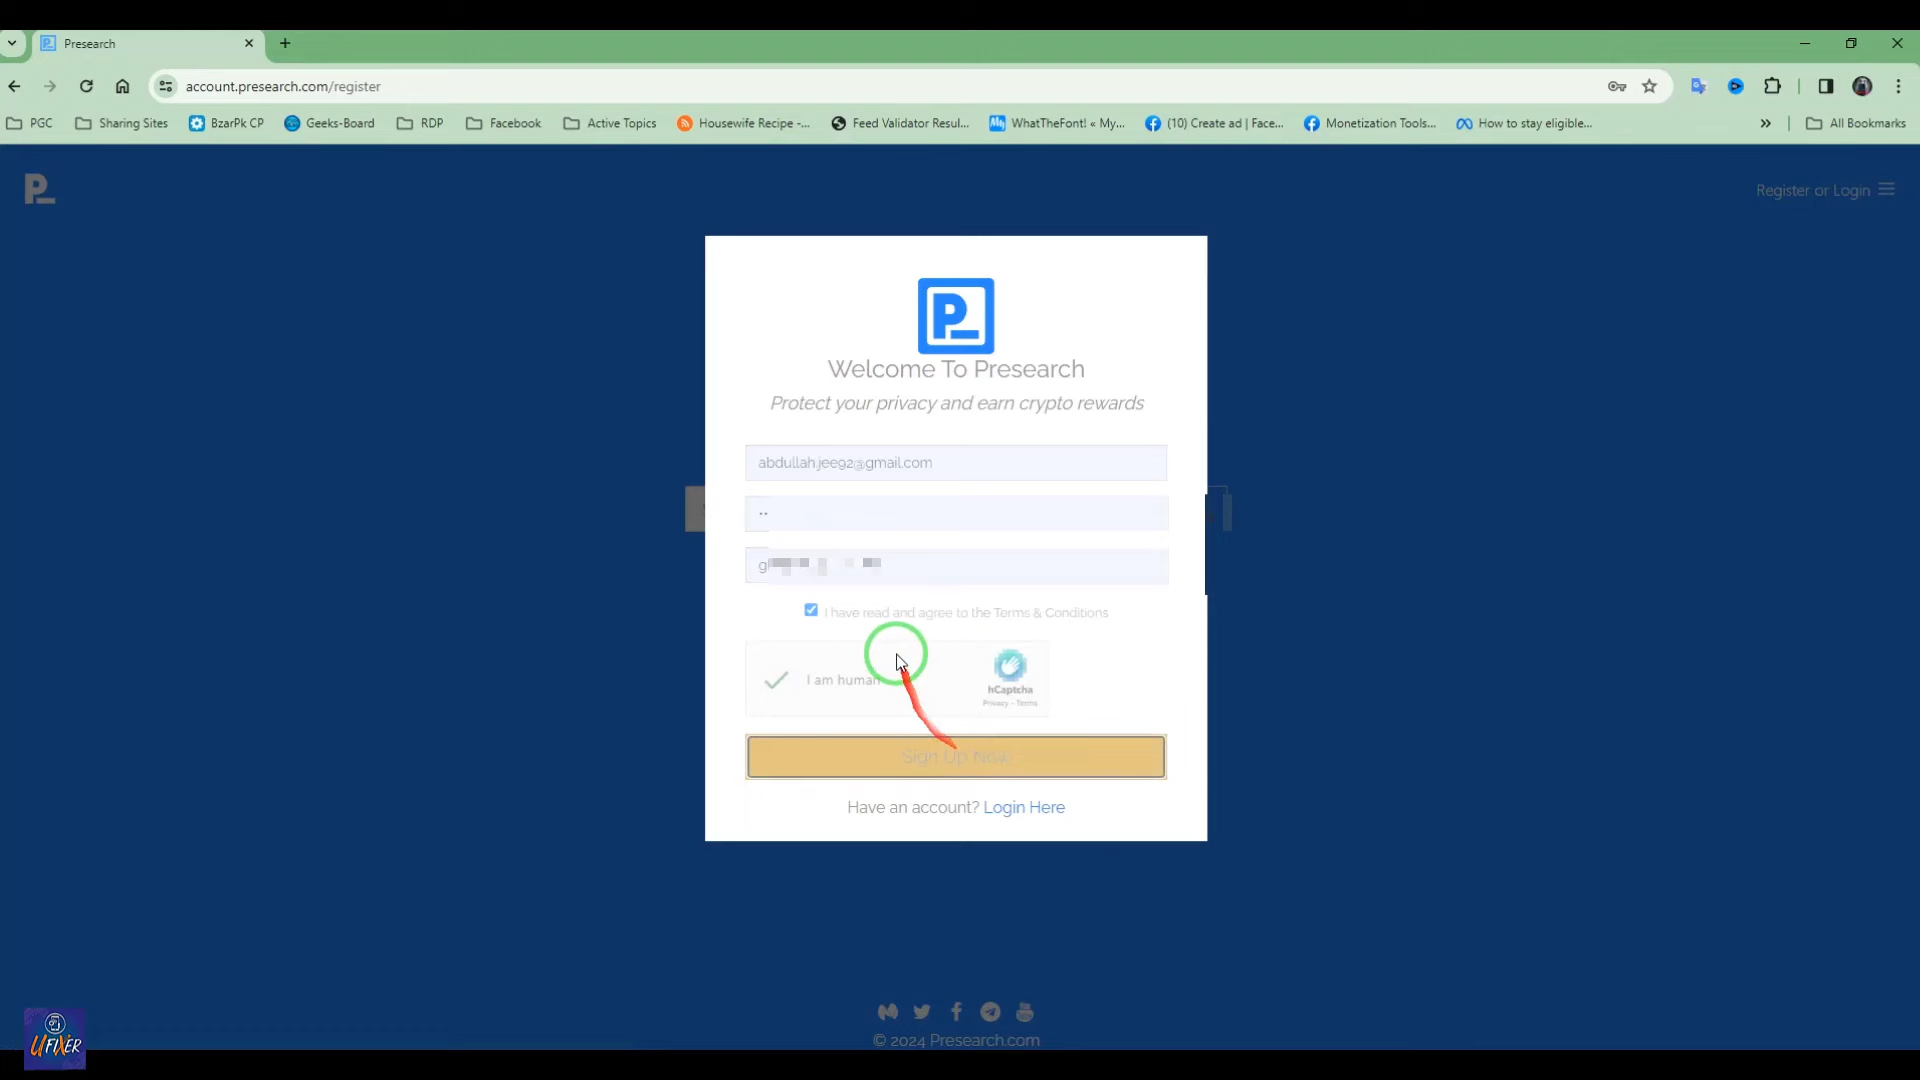 Presearch
account.presearch.com/register
PGC Sharing Sites BzarPk CP Geeks-Board RDP Facebook Active Topics Housewife Recipe -... Feed Validator Resul... WhatTheFont! « My... (10) Create ad | Face... Monetization Tools... How to stay eligible... » All Bookmarks
P_
Register or Login
P_
Welcome To Presearch
Protect your privacy and earn crypto rewards
abdullah.jee92@gmail.com
I have read and agree to the Terms & Conditions
I am human
hCaptcha
Privacy - Terms
Sign Up Now!
Have an account? Login Here
© 2024 Presearch.com
UFIXER